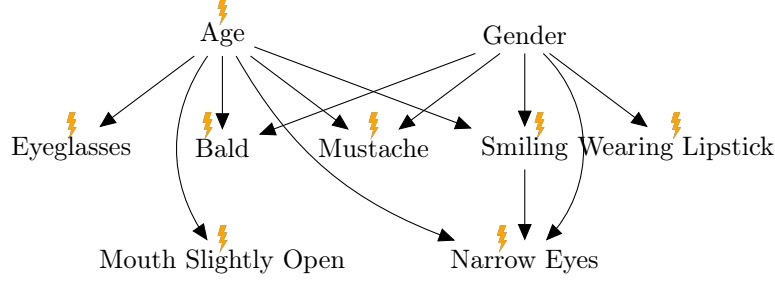 Age Gender
Eyeglasses Bald Mustache Smiling Wearing Lipstick
Mouth Slightly Open Narrow Eyes